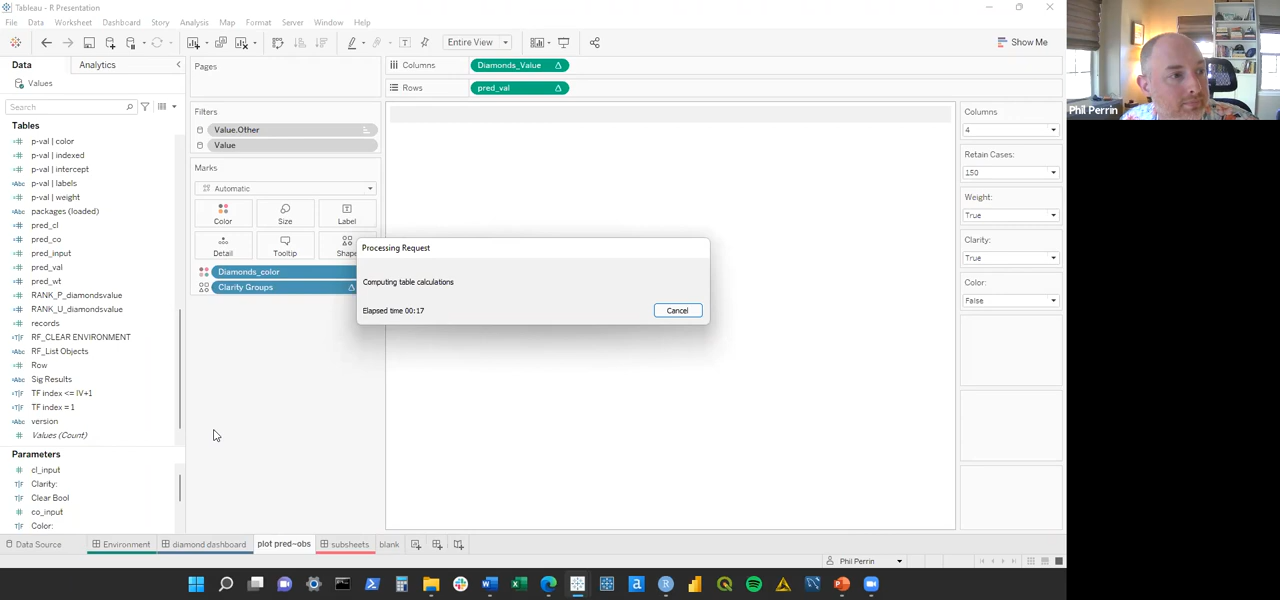 Tableau - R Presentation
File Data Worksheet Dashboard Story Analysis Map Format Server Window Help
Entire View
Show Me
Data Analytics
Values
Search
Tables
p-val | color
p-val | indexed
p-val | intercept
Abc p-val | labels
p-val | weight
packages (loaded)
pred_cl
pred_co
pred_input
pred_val
pred_wt
RANK_P_diamondsvalue
RANK_U_diamondsvalue
records
T|F RF_CLEAR ENVIRONMENT
Abc RF_List Objects
Row
Abc Sig Results
T|F TF index <= IV+1
T|F TF index = 1
Abc version
Values (Count)
Parameters
cl_input
T|F Clarity:
T|F Clear Bool
co_input
T|F Color:
Pages
Filters
Value.Other
Value
Marks
Automatic
Color Size Label
Detail Tooltip Shape
Diamonds_color
Clarity Groups
Columns Diamonds_Value
Rows pred_val
Processing Request
Computing table calculations
Elapsed time 00:17
Cancel
Columns
4
Retain Cases:
150
Weight:
True
Clarity:
True
Color:
False
Phil Perrin
Data Source Environment diamond dashboard plot pred~obs subsheets blank
Phil Perrin